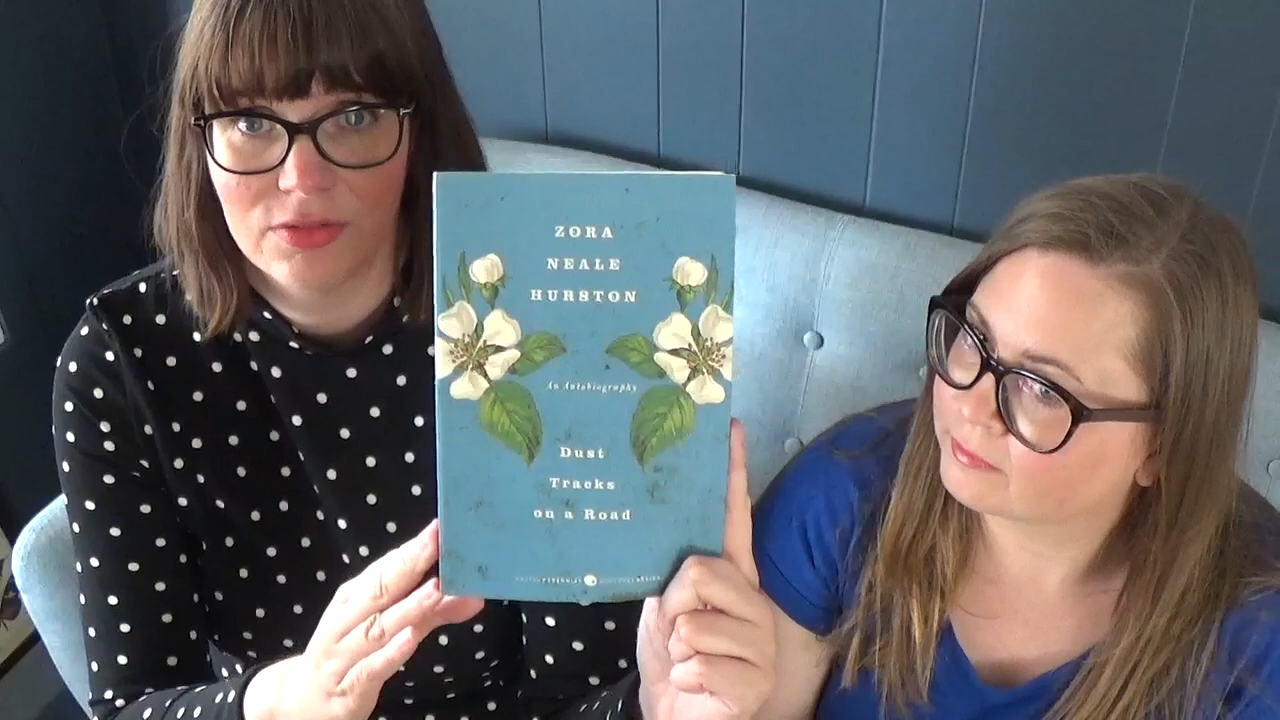 ZORA
NEALE
HURSTON
An Autobiography
Dust
Tracks
on a Road